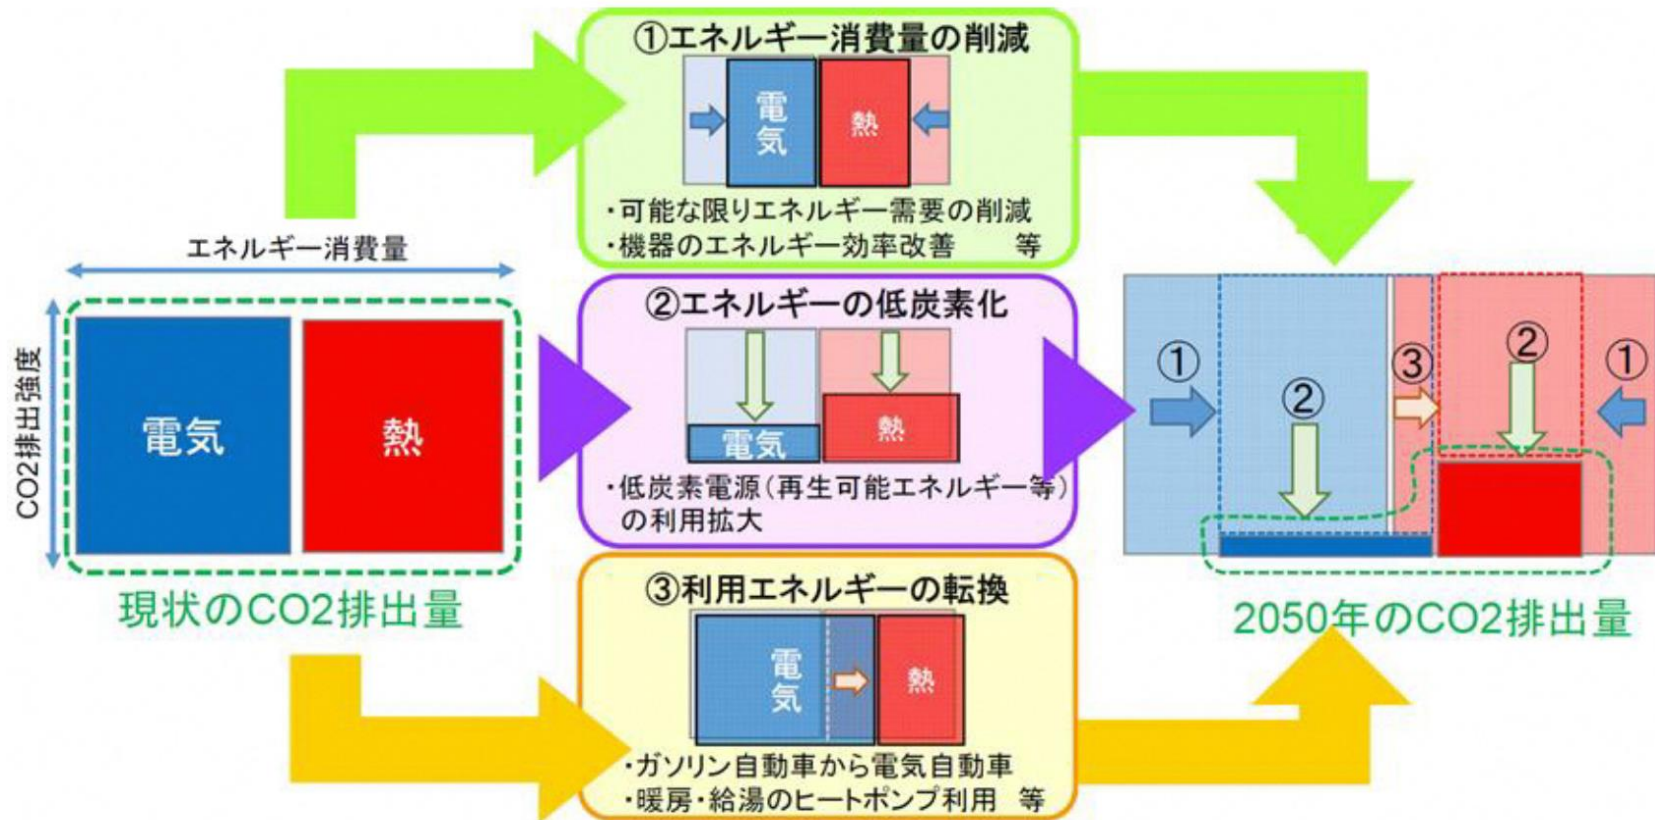 ①エネルギー消費量の削減
電気
熱
・可能な限りエネルギー需要の削減
・機器のエネルギー効率改善 等
エネルギー消費量
CO2排出強度
電気
熱
現状のCO2排出量
②エネルギーの低炭素化
電気
熱
・低炭素電源(再生可能エネルギー等)
の利用拡大
③利用エネルギーの転換
電気
熱
・ガソリン自動車から電気自動車
・暖房・給湯のヒートポンプ利用 等
①
②
③
②
①
2050年のCO2排出量